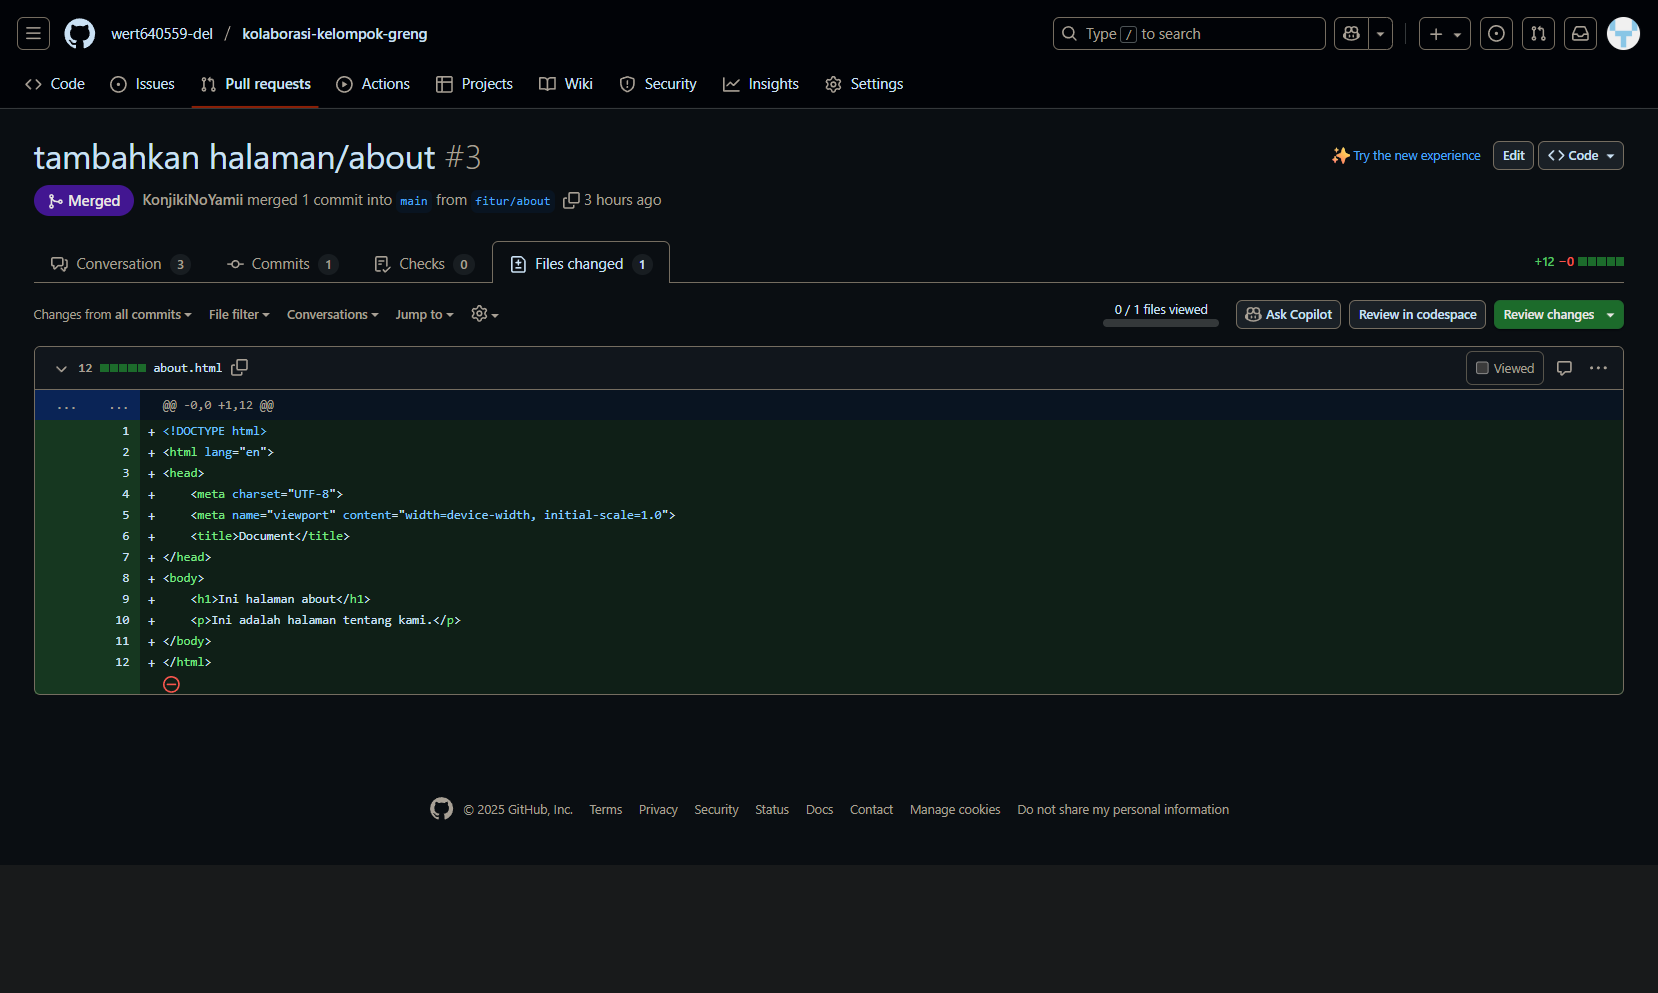 wert640559-del / kolaborasi-kelompok-greng
Type / to search
Code Issues Pull requests Actions Projects Wiki Security Insights Settings
tambahkan halaman/about #3
Try the new experience Edit Code
Merged KonjikiNoYamii merged 1 commit into main from fitur/about 3 hours ago
Conversation 3 Commits 1 Checks 0 Files changed 1 +12 −0
Changes from all commits File filter Conversations Jump to 0 / 1 files viewed Ask Copilot Review in codespace Review changes
12 about.html Viewed
... ... @@ -0,0 +1,12 @@
1 + <!DOCTYPE html>
2 + <html lang="en">
3 + <head>
4 + <meta charset="UTF-8">
5 + <meta name="viewport" content="width=device-width, initial-scale=1.0">
6 + <title>Document</title>
7 + </head>
8 + <body>
9 + <h1>Ini halaman about</h1>
10 + <p>Ini adalah halaman tentang kami.</p>
11 + </body>
12 + </html>
© 2025 GitHub, Inc. Terms Privacy Security Status Docs Contact Manage cookies Do not share my personal information